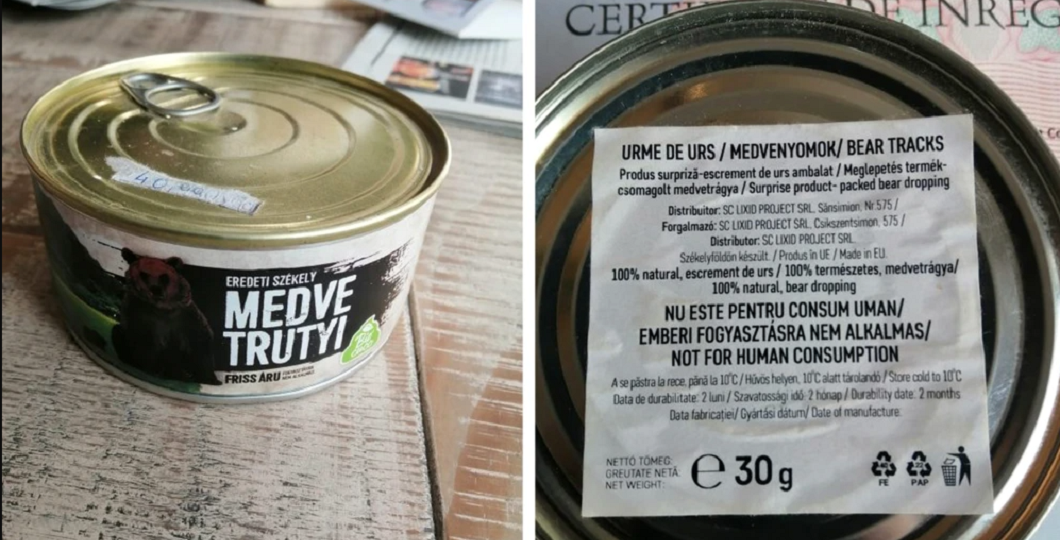 EREDETI SZÉKELY
MEDVE
TRUTYI
FRISS ÁRU
URME DE URS / MEDVENYOMOK/ BEAR TRACKS
Produs surpriză-escrement de urs ambalat / Meglepetés termék-
csomagolt medvetrágya / Surprise product- packed bear dropping
Distribuitor: SC LIXID PROJECT SRL, Sânsimion, Nr.575 /
Forgalmazó: SC LIXID PROJECT SRL, Csíkszentsimon, 575 /
Distributor: SC LIXID PROJECT SRL.
Székelyföldön készült. / Produs în UE / Made in EU.
100% natural, escrement de urs / 100% természetes, medvetrágya/
100% natural, bear dropping
NU ESTE PENTRU CONSUM UMAN/
EMBERI FOGYASZTÁSRA NEM ALKALMAS/
NOT FOR HUMAN CONSUMPTION
A se păstra la rece, până la 10°C / Hűvös helyen, 10°C alatt tárolandó / Store cold to 10°C
Data de durabilitate: 2 luni / Szavatossági idő: 2 hónap / Durability date: 2 months
Data fabricației/ Gyártási dátum/ Date of manufacture:
NETTÓ TÖMEG:
GREUTATE NETĂ:
NET WEIGHT:
e 30 g
FE
PAP